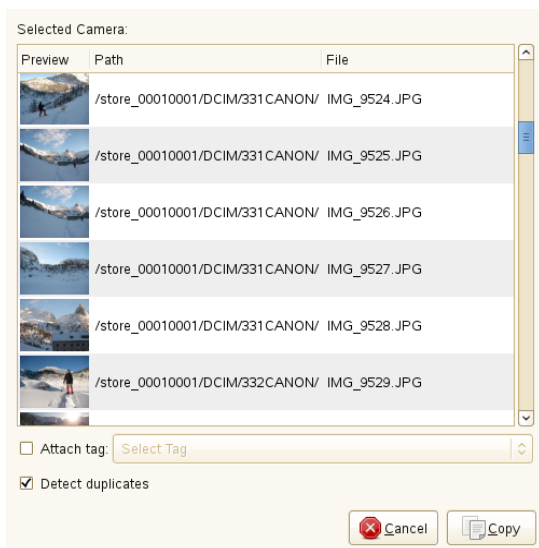 Selected Camera:
Preview Path File
/store_00010001/DCIM/331CANON/ IMG_9524.JPG
/store_00010001/DCIM/331CANON/ IMG_9525.JPG
/store_00010001/DCIM/331CANON/ IMG_9526.JPG
/store_00010001/DCIM/331CANON/ IMG_9527.JPG
/store_00010001/DCIM/331CANON/ IMG_9528.JPG
/store_00010001/DCIM/332CANON/ IMG_9529.JPG
Attach tag: Select Tag
Detect duplicates
Cancel Copy